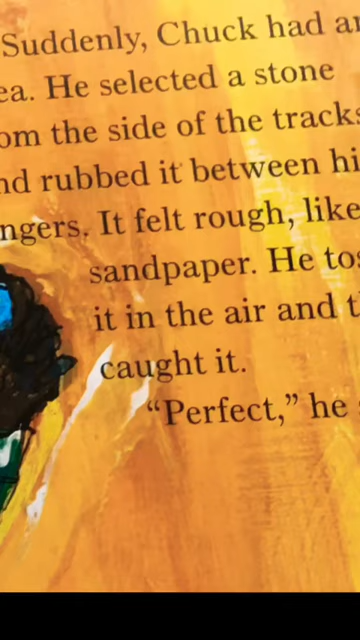 Suddenly, Chuck had an
ea. He selected a stone
om the side of the tracks
nd rubbed it between hi
ngers. It felt rough, like
sandpaper. He tos
it in the air and t
caught it.
“Perfect,” he